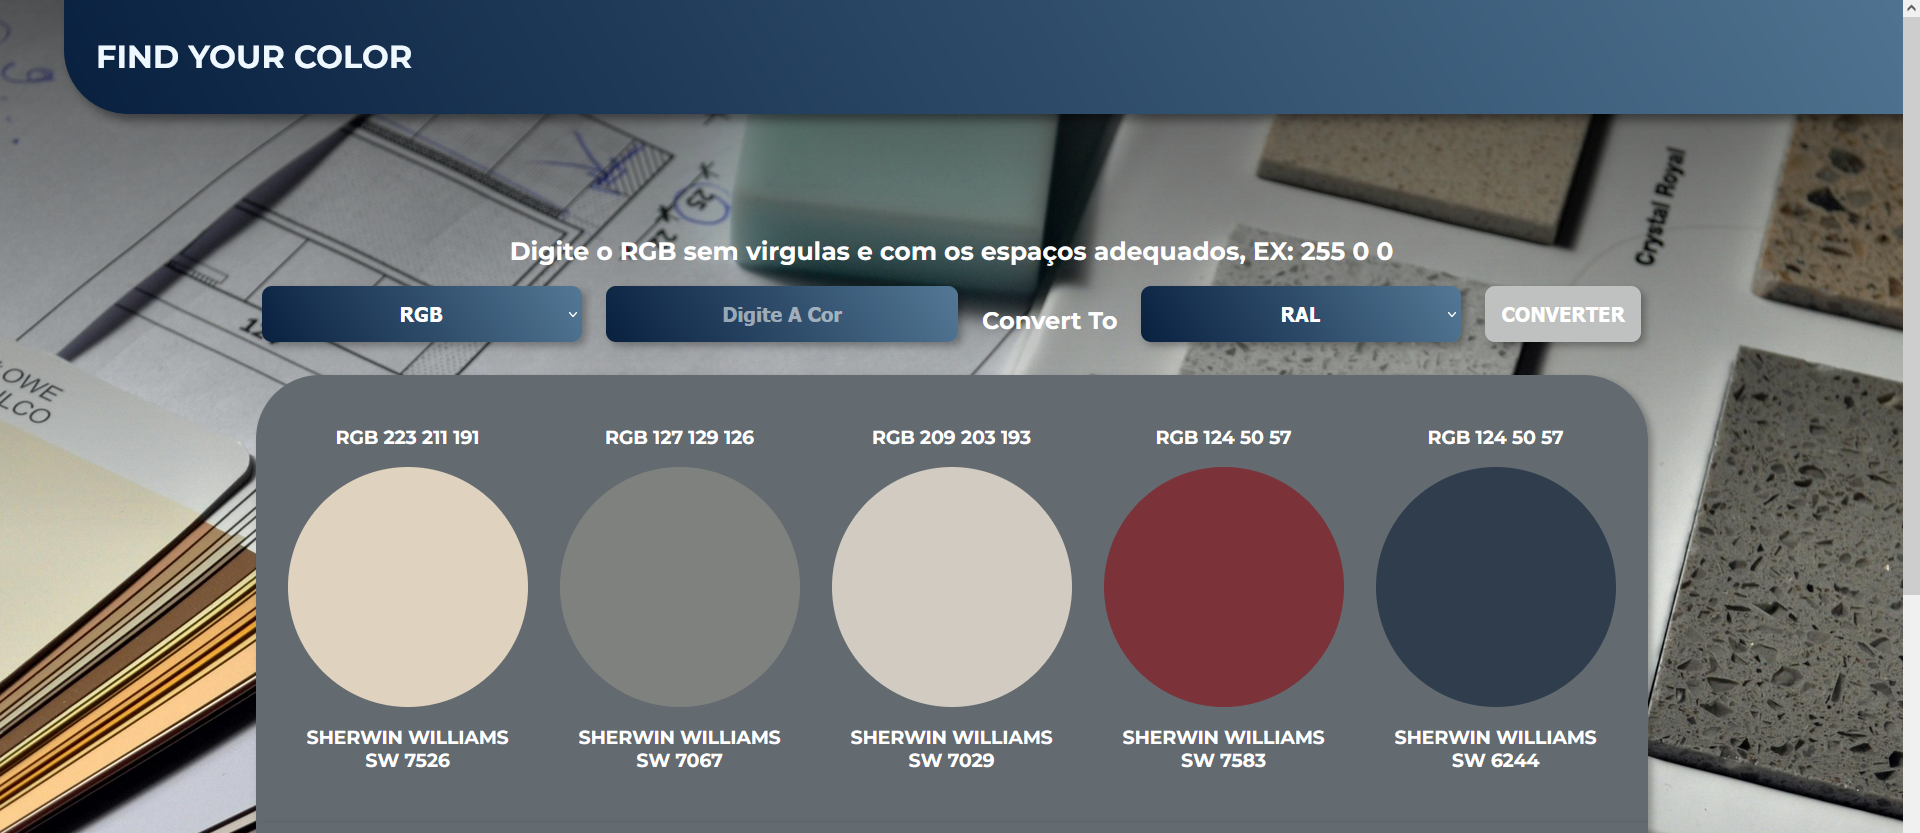 FIND YOUR COLOR
Crystal Royal
Digite o RGB sem virgulas e com os espaços adequados, EX: 255 0 0
RGB
Digite A Cor
Convert To
RAL
CONVERTER
LOWE
RGB 223 211 191
RGB 127 129 126
RGB 209 203 193
RGB 124 50 57
RGB 124 50 57
SHERWIN WILLIAMS
SW 7526
SHERWIN WILLIAMS
SW 7067
SHERWIN WILLIAMS
SW 7029
SHERWIN WILLIAMS
SW 7583
SHERWIN WILLIAMS
SW 6244